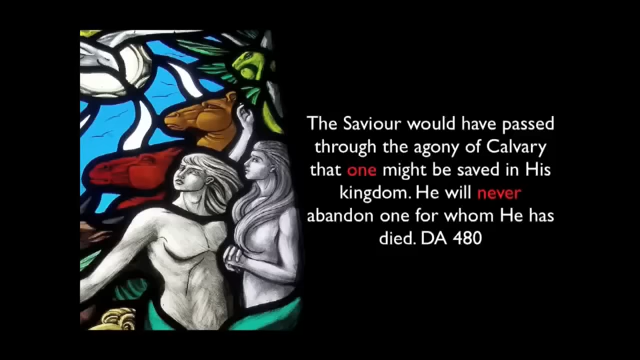 The Saviour would have passed
through the agony of Calvary
that one might be saved in His
kingdom. He will never
abandon one for whom He has
died. DA 480